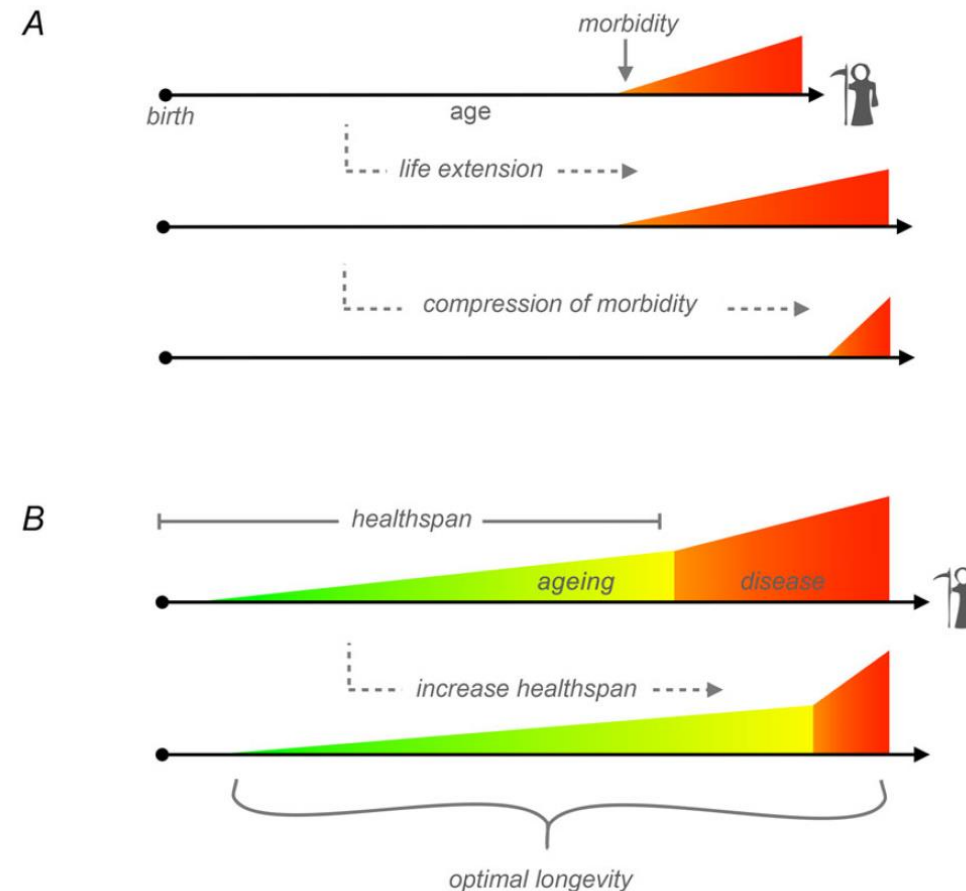 A
morbidity
birth
age
life extension
compression of morbidity
B
healthspan
ageing
disease
increase healthspan
optimal longevity